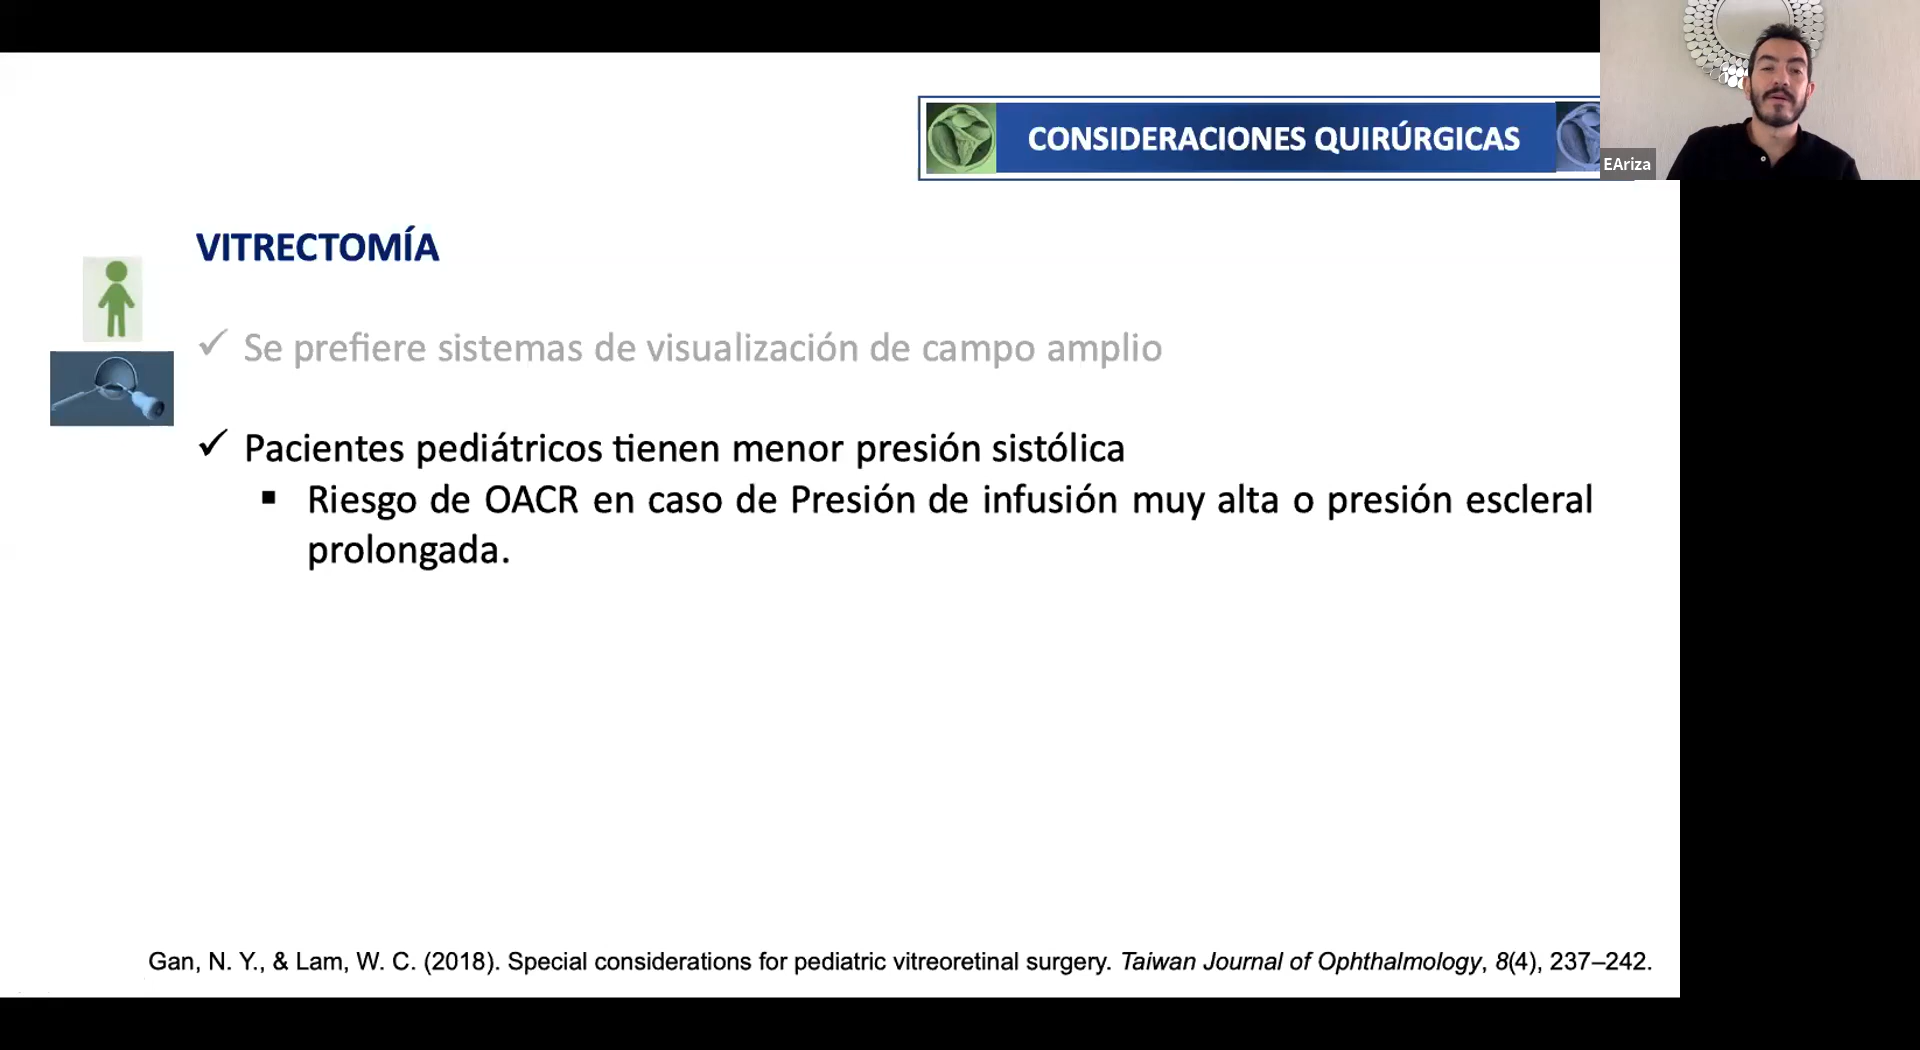 CONSIDERACIONES QUIRÚRGICAS
EAriza
VITRECTOMÍA
✓ Se prefiere sistemas de visualización de campo amplio
✓ Pacientes pediátricos tienen menor presión sistólica
▪ Riesgo de OACR en caso de Presión de infusión muy alta o presión escleral
prolongada.
Gan, N. Y., & Lam, W. C. (2018). Special considerations for pediatric vitreoretinal surgery. Taiwan Journal of Ophthalmology, 8(4), 237–242.